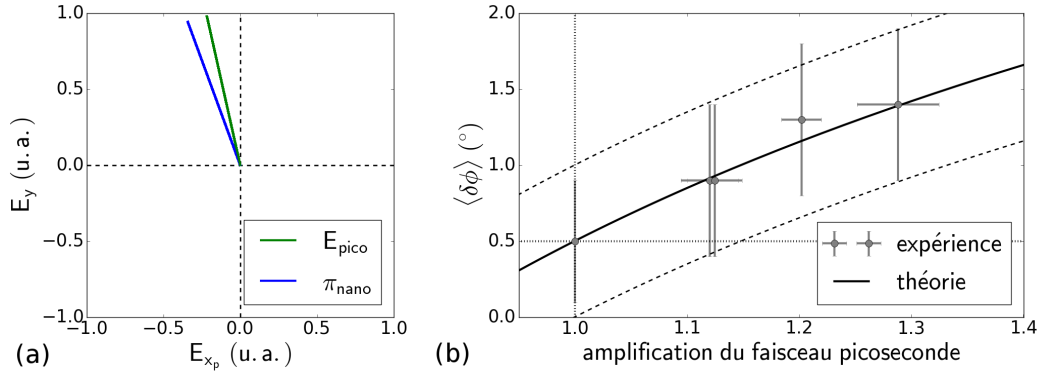 1.0
0.5
0.0
−0.5
−1.0
−1.0 −0.5 0.0 0.5 1.0
E_y (u.a.)
E_{x_p} (u.a.)
E_pico
π_nano
(a)
2.0
1.5
1.0
0.5
0.0
1.0 1.1 1.2 1.3 1.4
⟨δϕ⟩ (°)
amplification du faisceau picoseconde
expérience
théorie
(b)